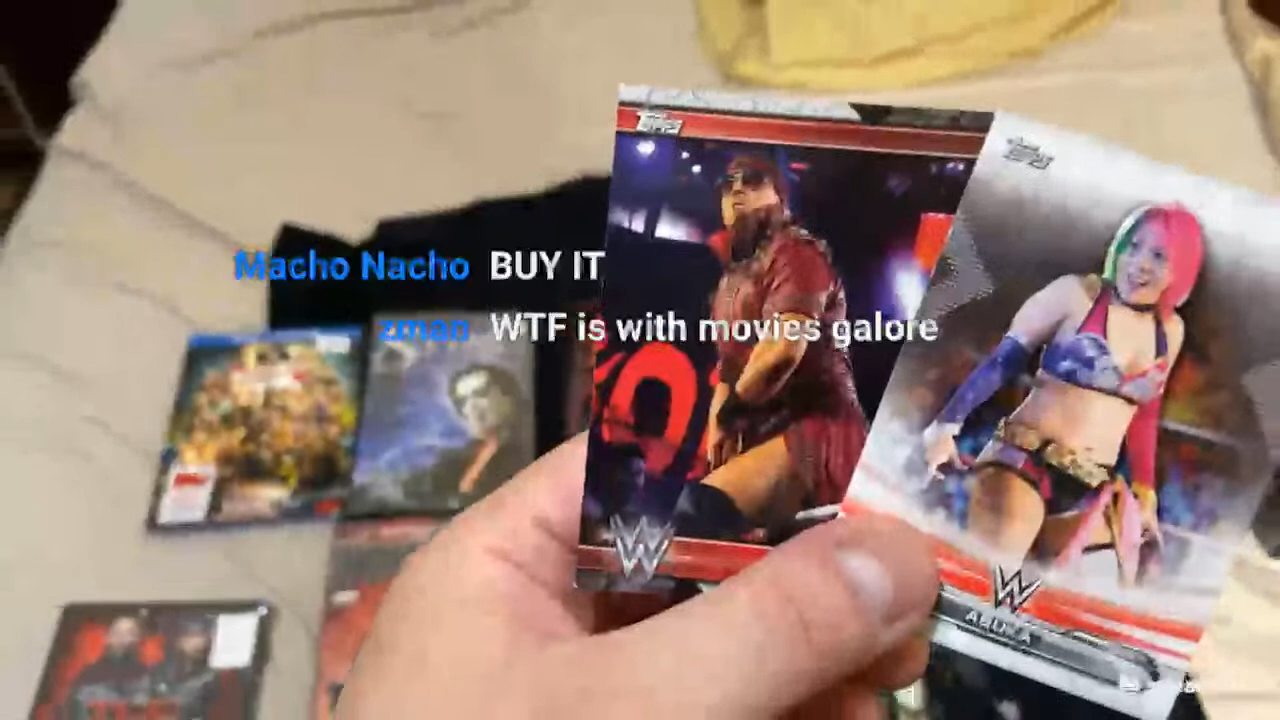 Topps
Topps
Macho Nacho BUY IT
zman WTF is with movies galore
W
W
ASUKA